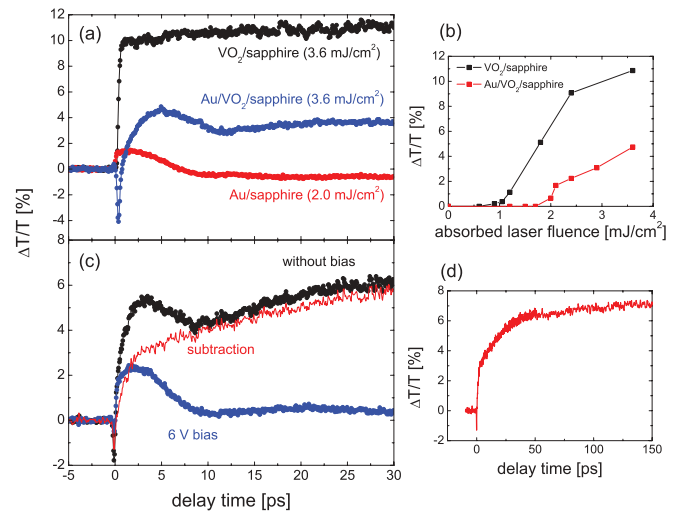 (a)
12
10
8
6
4
2
0
-2
-4
-6
VO2/sapphire (3.6 mJ/cm²)
Au/VO2/sapphire (3.6 mJ/cm²)
Au/sapphire (2.0 mJ/cm²)
ΔT/T [%]
(b)
12
10
8
6
4
2
0
VO2/sapphire
Au/VO2/sapphire
ΔT/T [%]
0 1 2 3 4
absorbed laser fluence [mJ/cm²]
(c)
8
6
4
2
0
-2
without bias
subtraction
6 V bias
-5 0 5 10 15 20 25 30
delay time [ps]
(d)
8
6
4
2
0
-2
ΔT/T [%]
0 50 100 150
delay time [ps]